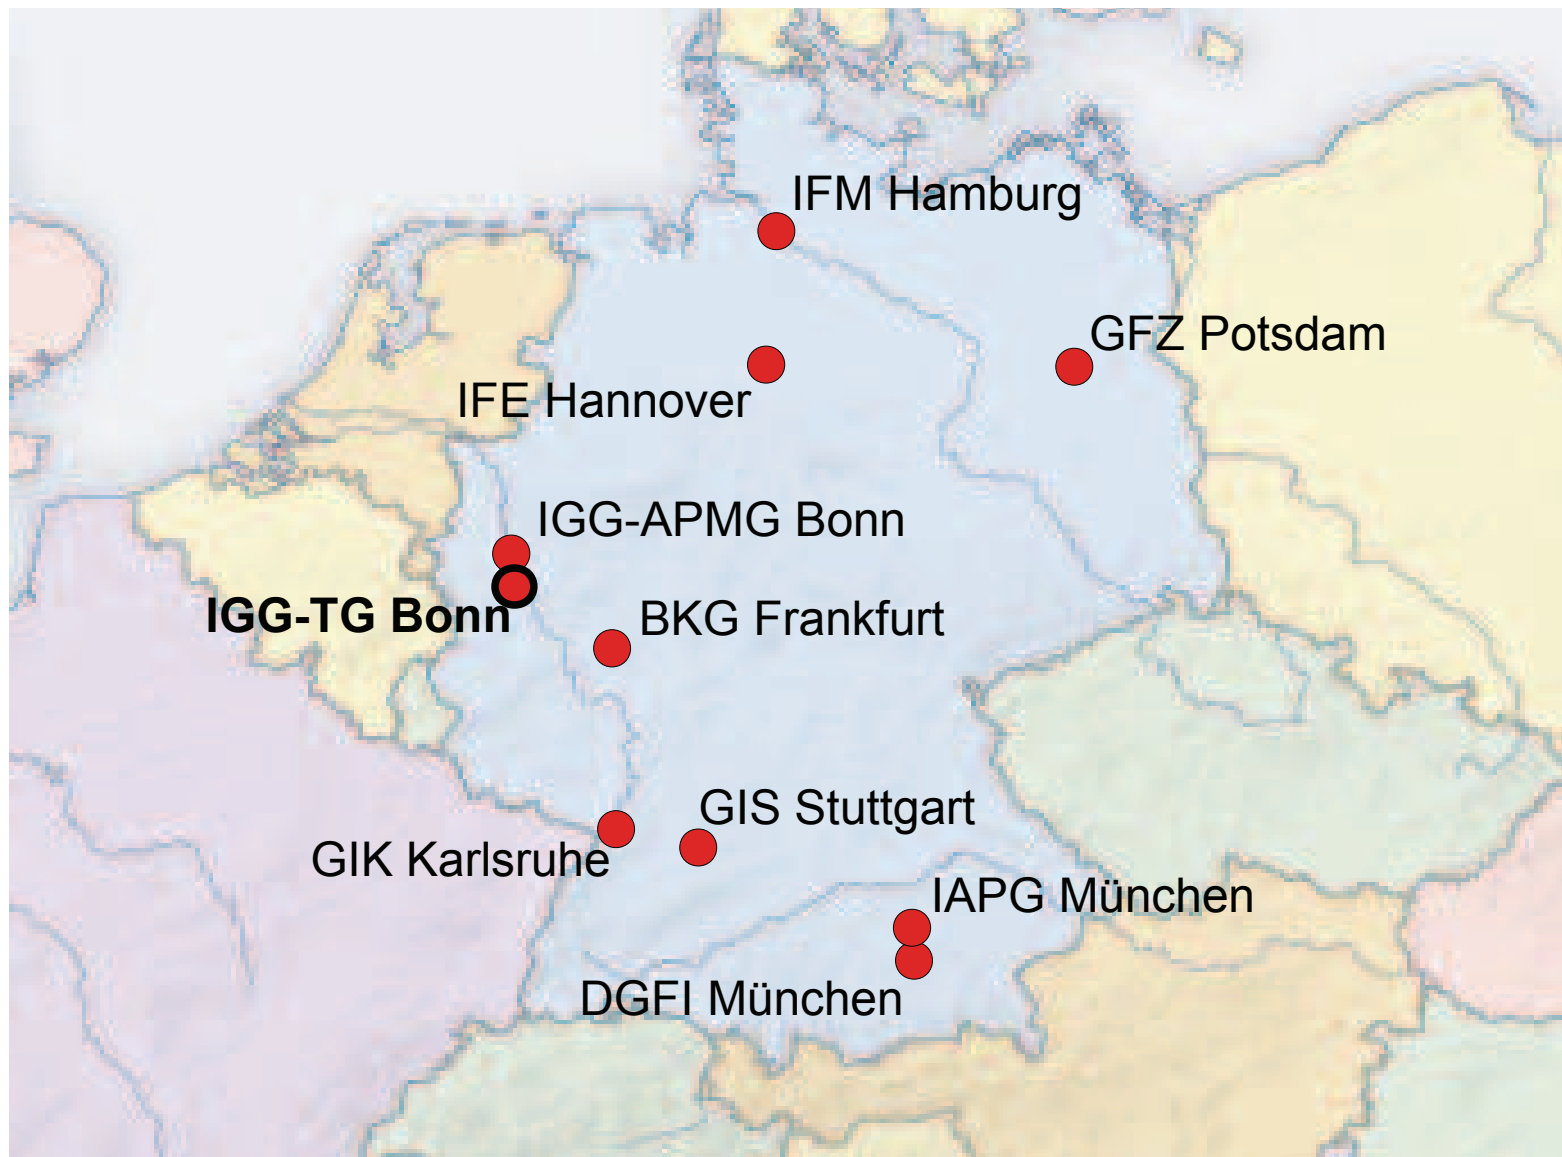 IFM Hamburg
GFZ Potsdam
IFE Hannover
IGG-APMG Bonn
IGG-TG Bonn
BKG Frankfurt
GIS Stuttgart
GIK Karlsruhe
IAPG München
DGFI München